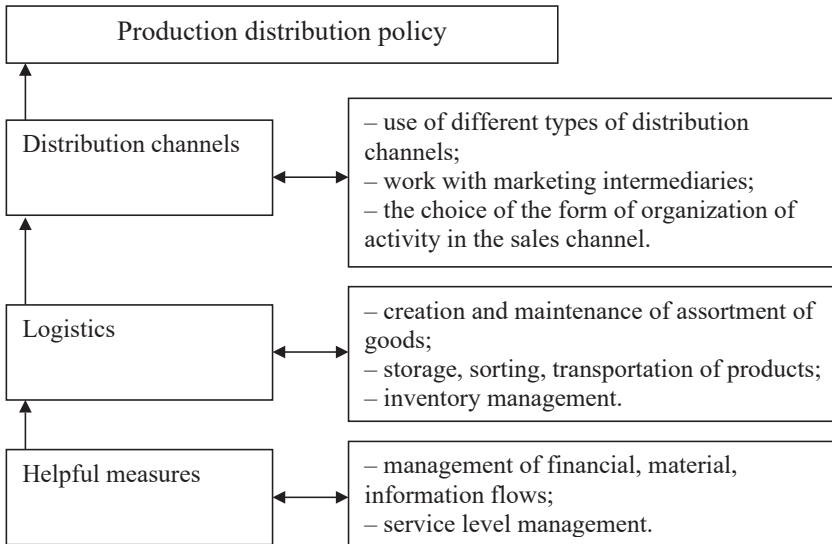 Production distribution policy
Distribution channels
– use of different types of distribution
channels;
– work with marketing intermediaries;
– the choice of the form of organization of
activity in the sales channel.
Logistics
– creation and maintenance of assortment of
goods;
– storage, sorting, transportation of products;
– inventory management.
Helpful measures
– management of financial, material,
information flows;
– service level management.